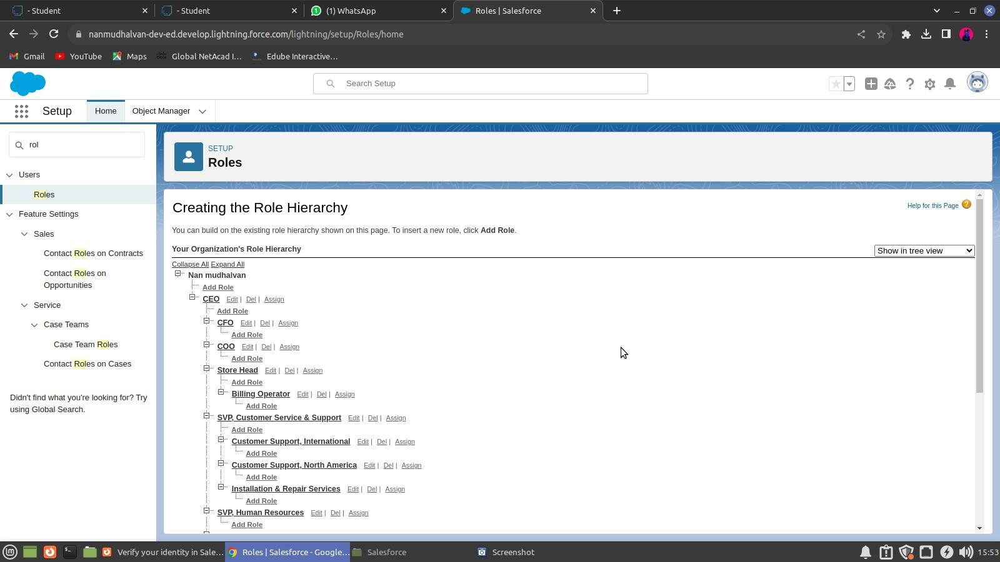 - Student
- Student
(1) WhatsApp
Roles | Salesforce
nanmudhalvan-dev-ed.develop.lightning.force.com/lightning/setup/Roles/home
Gmail
YouTube
Maps
Global NetAcad I...
Edube Interactive...
Search Setup
Setup
Home
Object Manager
rol
Users
Roles
Feature Settings
Sales
Contact Roles on Contracts
Contact Roles on
Opportunities
Service
Case Teams
Case Team Roles
Contact Roles on Cases
Didn't find what you're looking for? Try
using Global Search.
SETUP
Roles
Creating the Role Hierarchy
Help for this Page ?
You can build on the existing role hierarchy shown on this page. To insert a new role, click Add Role.
Your Organization's Role Hierarchy
Show in tree view
Collapse All Expand All
Nan mudhalvan
Add Role
CEO Edit | Del | Assign
Add Role
CFO Edit | Del | Assign
Add Role
COO Edit | Del | Assign
Add Role
Store Head Edit | Del | Assign
Add Role
Billing Operator Edit | Del | Assign
Add Role
SVP, Customer Service & Support Edit | Del | Assign
Add Role
Customer Support, International Edit | Del | Assign
Add Role
Customer Support, North America Edit | Del | Assign
Add Role
Installation & Repair Services Edit | Del | Assign
Add Role
SVP, Human Resources Edit | Del | Assign
Add Role
Verify your identity in Sale...
Roles | Salesforce - Google...
Salesforce
Screenshot
15:53